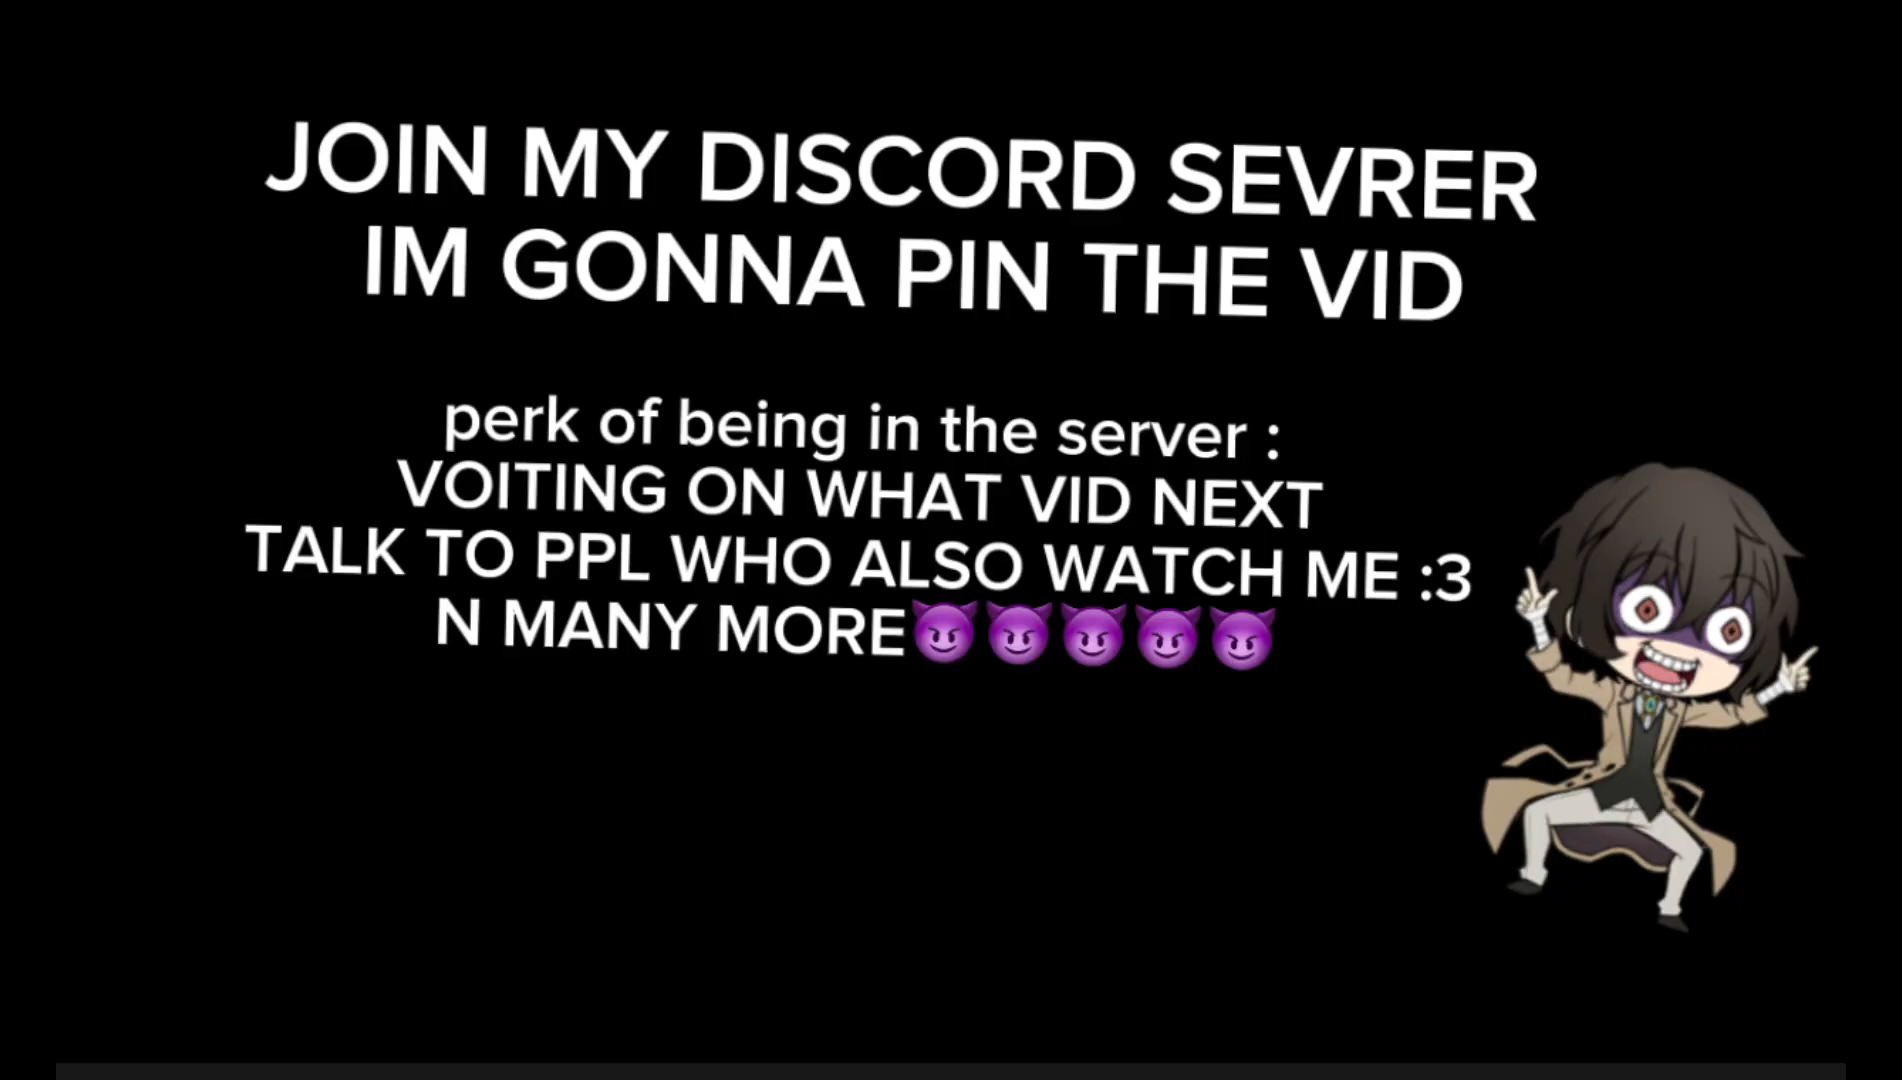 JOIN MY DISCORD SEVRER
IM GONNA PIN THE VID
perk of being in the server :
VOITING ON WHAT VID NEXT
TALK TO PPL WHO ALSO WATCH ME :3
N MANY MORE😈😈😈😈😈